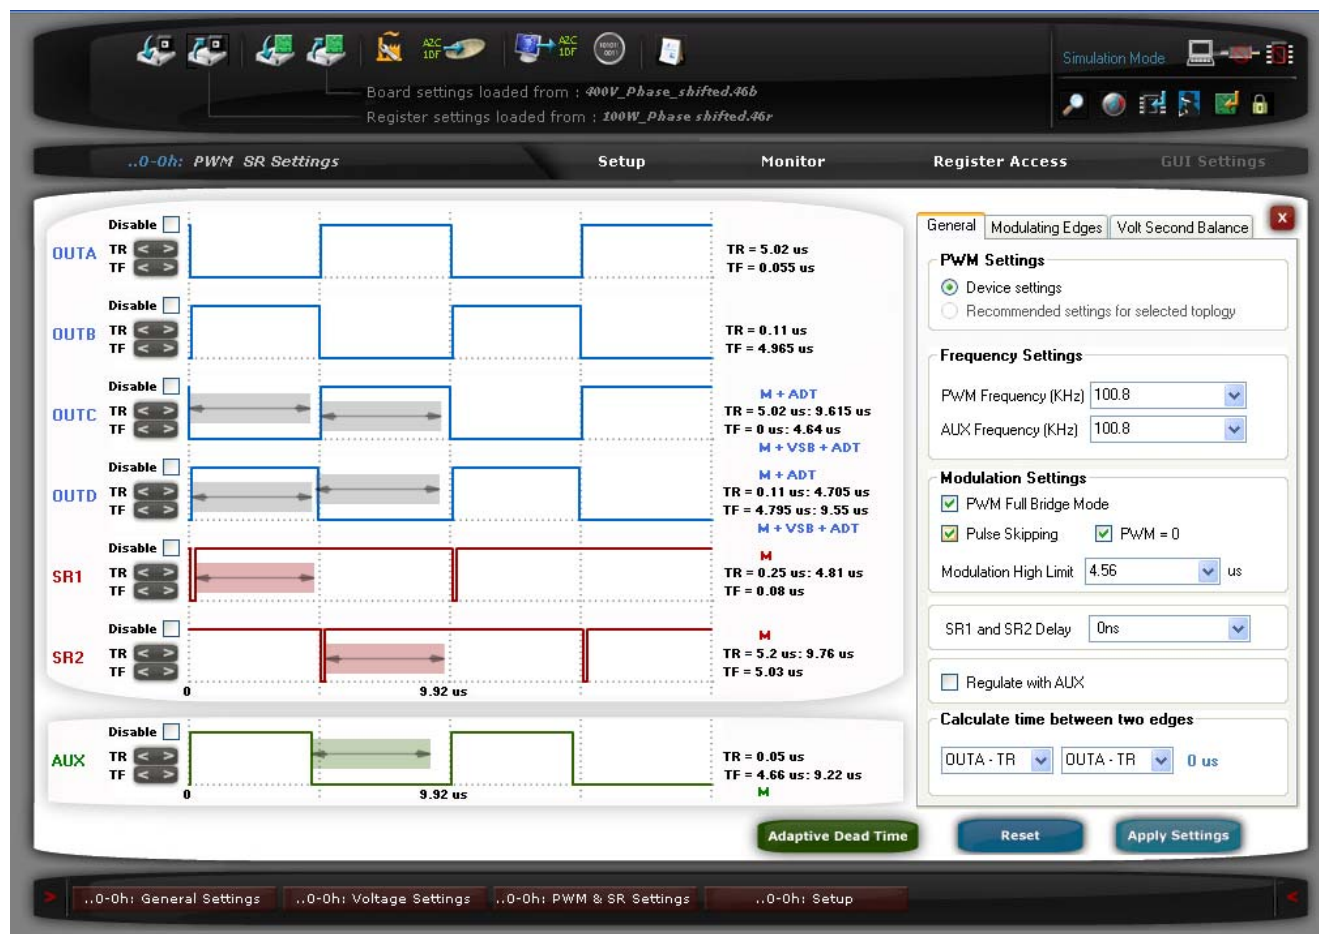 A2C
1DF
A2C
1DF
Simulation Mode
Board settings loaded from : 400V_Phase_shifted.46b
Register settings loaded from : 100W_Phase shifted.46r
..0-0h: PWM SR Settings
Setup
Monitor
Register Access
GUI Settings
Disable
OUTA
TR < >
TF < >
TR = 5.02 us
TF = 0.055 us
Disable
OUTB
TR < >
TF < >
TR = 0.11 us
TF = 4.965 us
Disable
OUTC
TR < >
TF < >
M + ADT
TR = 5.02 us: 9.615 us
TF = 0 us: 4.64 us
M + VSB + ADT
Disable
OUTD
TR < >
TF < >
M + ADT
TR = 0.11 us: 4.705 us
TF = 4.795 us: 9.55 us
M + VSB + ADT
Disable
SR1
TR < >
TF < >
M
TR = 0.25 us: 4.81 us
TF = 0.08 us
Disable
SR2
TR < >
TF < >
M
TR = 5.2 us: 9.76 us
TF = 5.03 us
0
9.92 us
Disable
AUX
TR < >
TF < >
TR = 0.05 us
TF = 4.66 us: 9.22 us
M
0
9.92 us
General
Modulating Edges
Volt Second Balance
x
PWM Settings
Device settings
Recommended settings for selected toplogy
Frequency Settings
PWM Frequency (KHz) 100.8
AUX Frequency (KHz) 100.8
Modulation Settings
PWM Full Bridge Mode
Pulse Skipping
PWM = 0
Modulation High Limit 4.56 us
SR1 and SR2 Delay 0ns
Regulate with AUX
Calculate time between two edges
OUTA - TR
OUTA - TR
0 us
Adaptive Dead Time
Reset
Apply Settings
>
..0-0h: General Settings
..0-0h: Voltage Settings
..0-0h: PWM & SR Settings
..0-0h: Setup
<